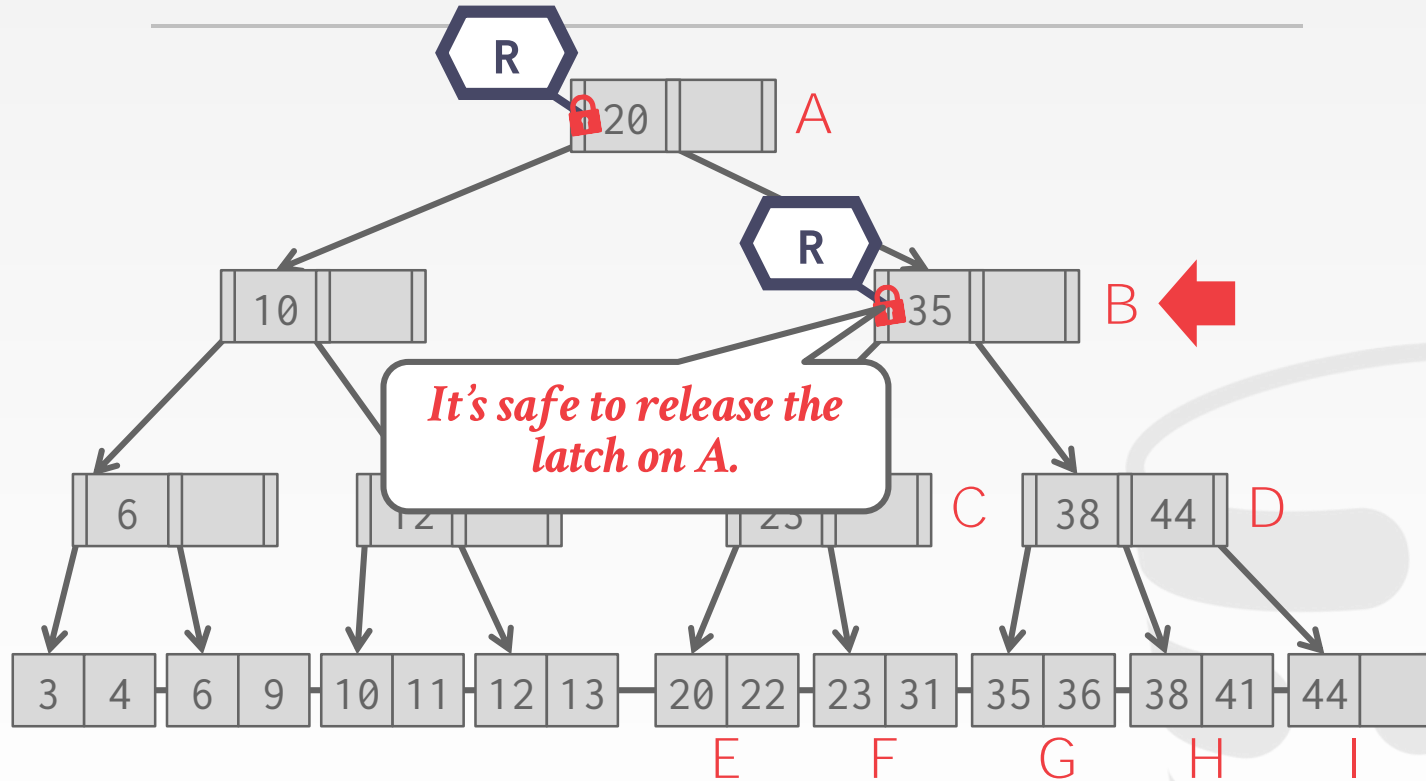 R
20 A
R
10 35 B
It's safe to release the
latch on A.
6 12 23 C 38 44 D
3 4 6 9 10 11 12 13 20 22 23 31 35 36 38 41 44
E F G H I